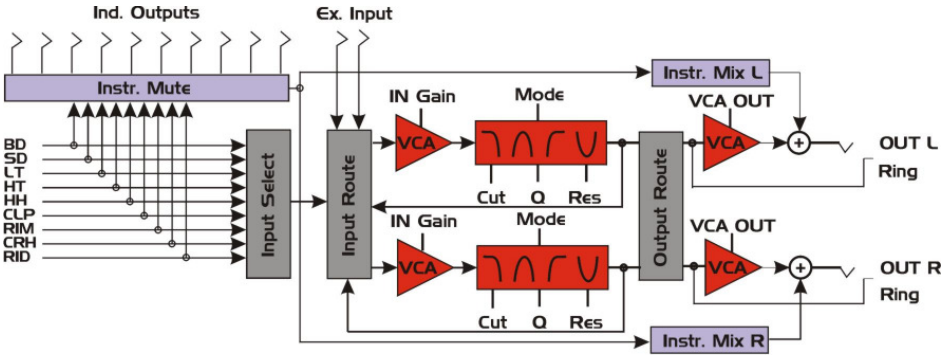 Ind. Outputs
Ex. Input
Instr. Mute
Instr. Mix L
IN Gain
Mode
VCA OUT
BD
SD
LT
HT
HH
CLP
RIM
CRH
RID
Input Select
Input Route
VCA
Cut
Q
Res
Output Route
VCA
OUT L
Ring
IN Gain
Mode
VCA OUT
VCA
Cut
Q
Res
VCA
OUT R
Ring
Instr. Mix R